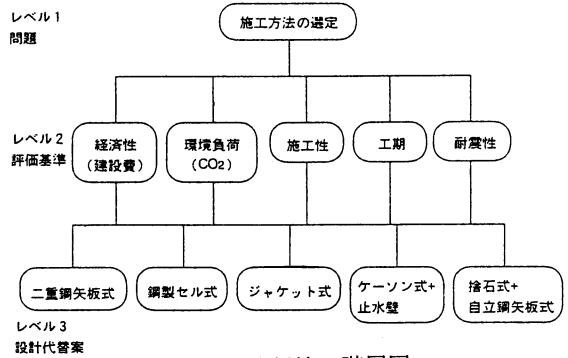 レベル1
問題
施工方法の選定
レベル2
評価基準
経済性
(建設費)
環境負荷
(CO2)
施工性
工期
耐震性
二重鋼矢板式
鋼製セル式
ジャケット式
ケーソン式+
止水壁
捨石式+
自立鋼矢板式
レベル3
設計代替案
階層図